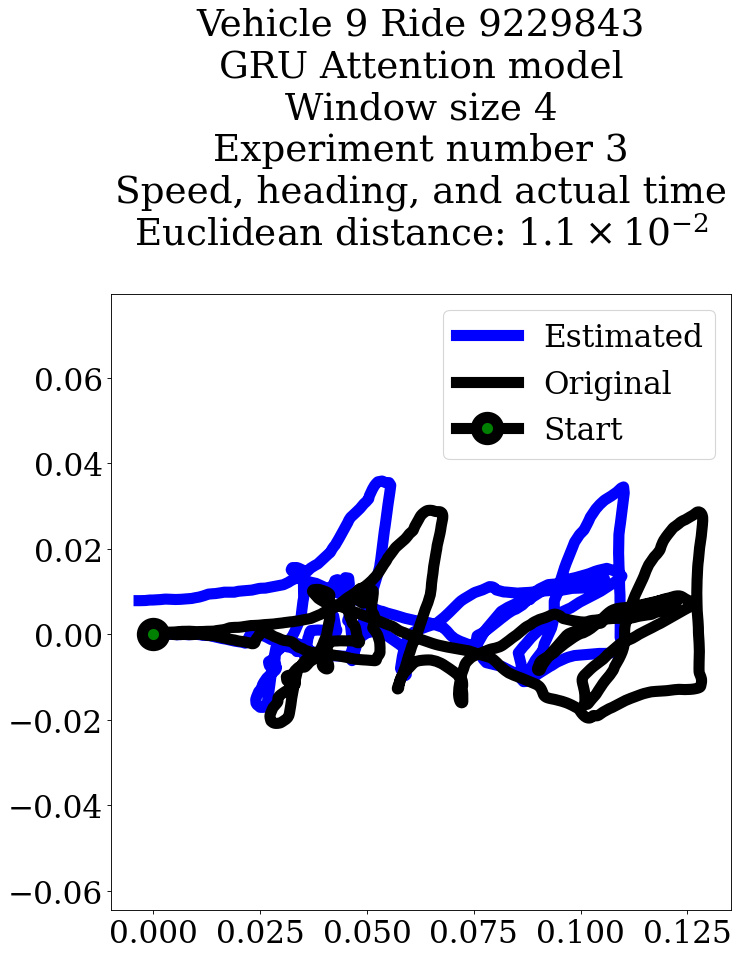 Vehicle 9 Ride 9229843
GRU Attention model
Window size 4
Experiment number 3
Speed, heading, and actual time
Euclidean distance: 1.1 × 10⁻²
Estimated
Original
Start
0.06
0.04
0.02
0.00
−0.02
−0.04
−0.06
0.000 0.025 0.050 0.075 0.100 0.125